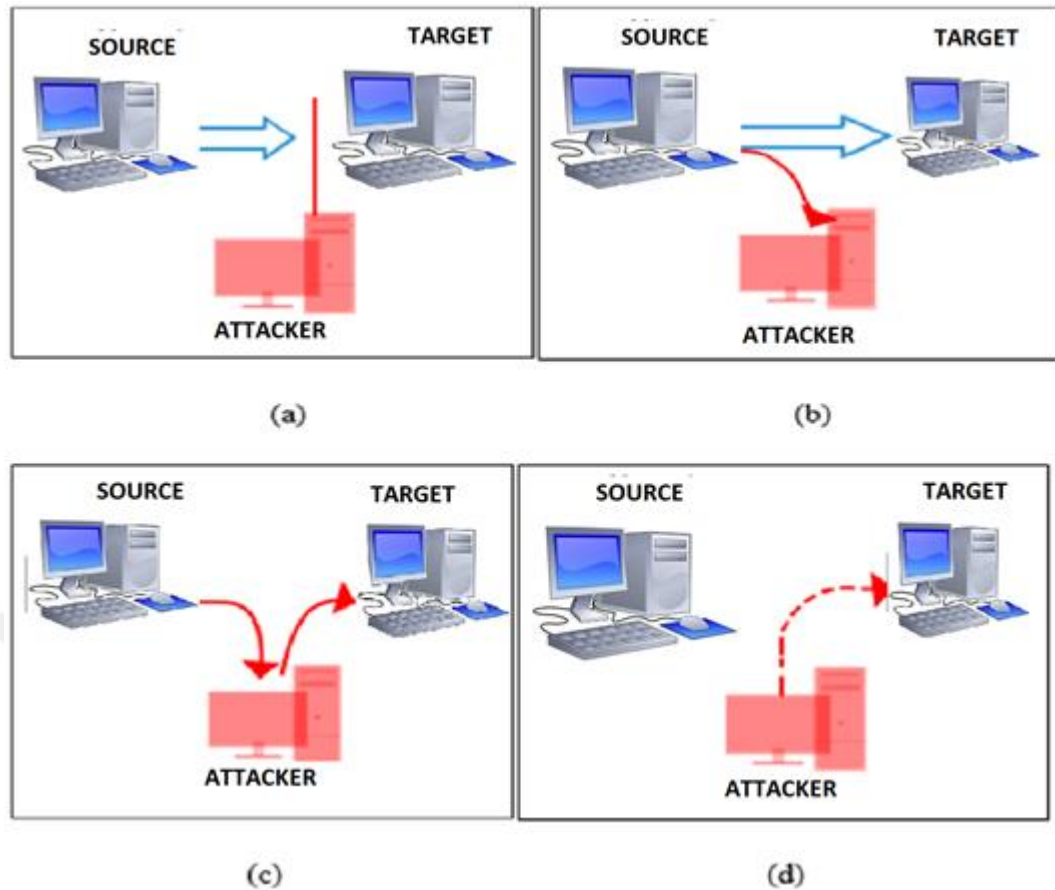 SOURCE
TARGET
ATTACKER
(a)
SOURCE
TARGET
ATTACKER
(b)
SOURCE
TARGET
ATTACKER
(c)
SOURCE
TARGET
ATTACKER
(d)